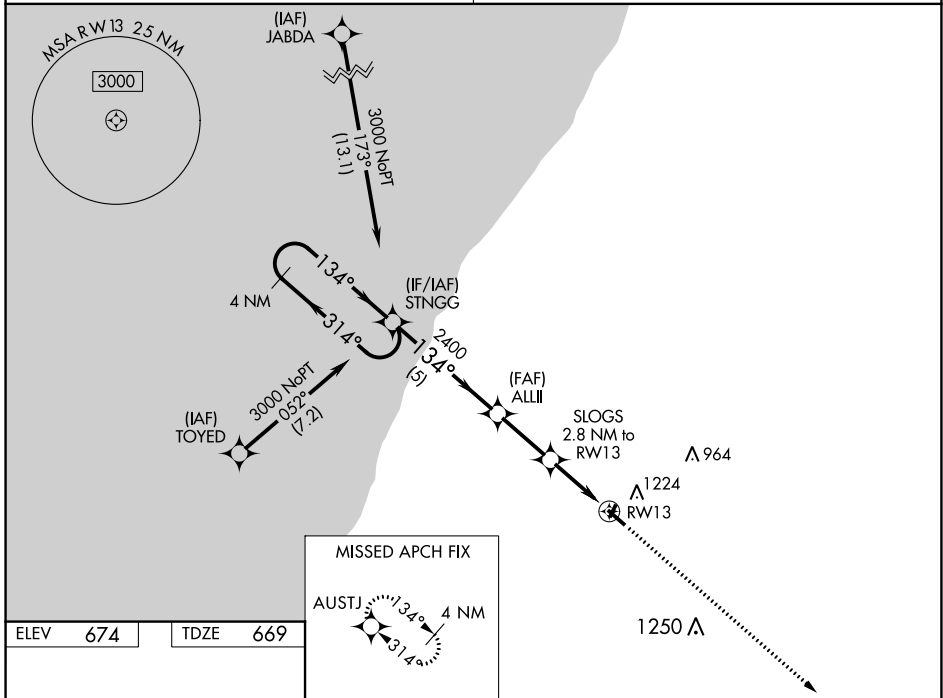 MSA RW13 25 NM
3000
(IAF)
JABDA
3000 NoPT
173°
(13.1)
134°
4 NM
314°
(IF/IAF)
STNGG
2400
134°
(5)
(IAF)
TOYED
3000 NoPT
052°
(7.2)
(FAF)
ALLII
SLOGS
2.8 NM to
RW13
964
1224
RW13
1250
MISSED APCH FIX
AUSTJ
134°
4 NM
314°
ELEV 674
TDZE 669